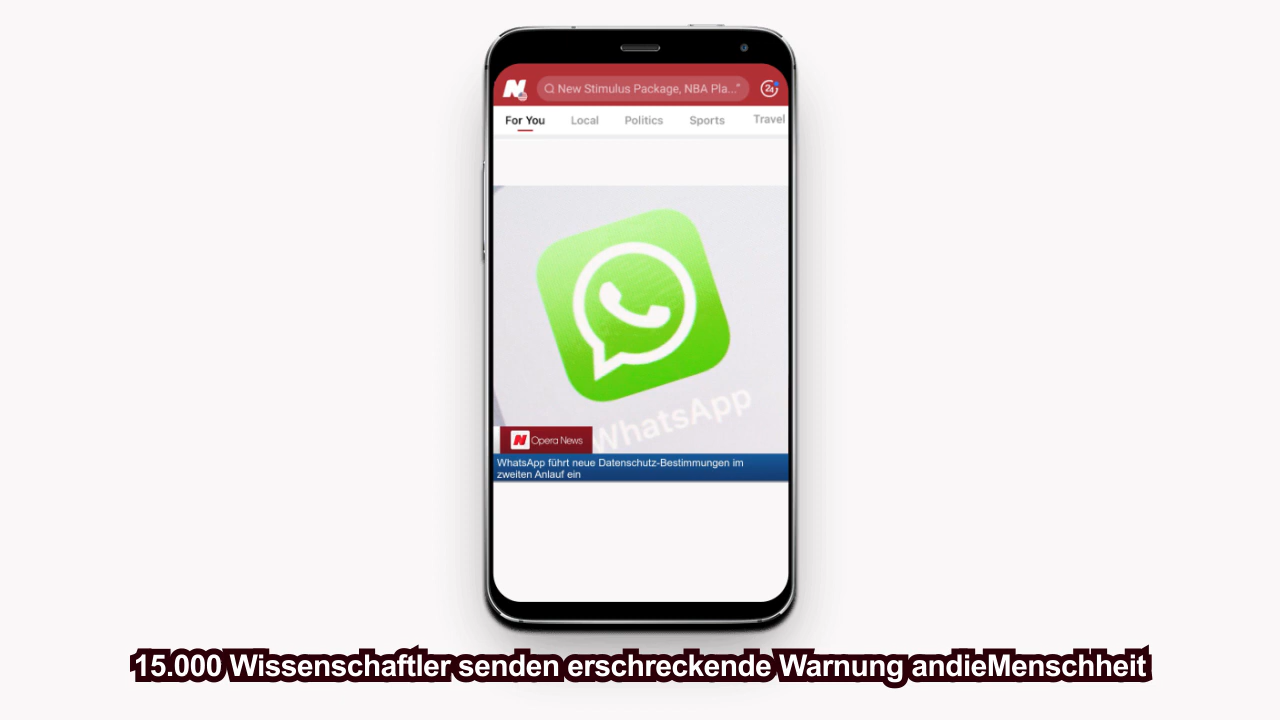 New Stimulus Package, NBA Pla..."
24
For You Local Politics Sports Travel
WhatsApp
N Opera News
WhatsApp führt neue Datenschutz-Bestimmungen im
zweiten Anlauf ein
15.000 Wissenschaftler senden erschreckende Warnung andieMenschheit